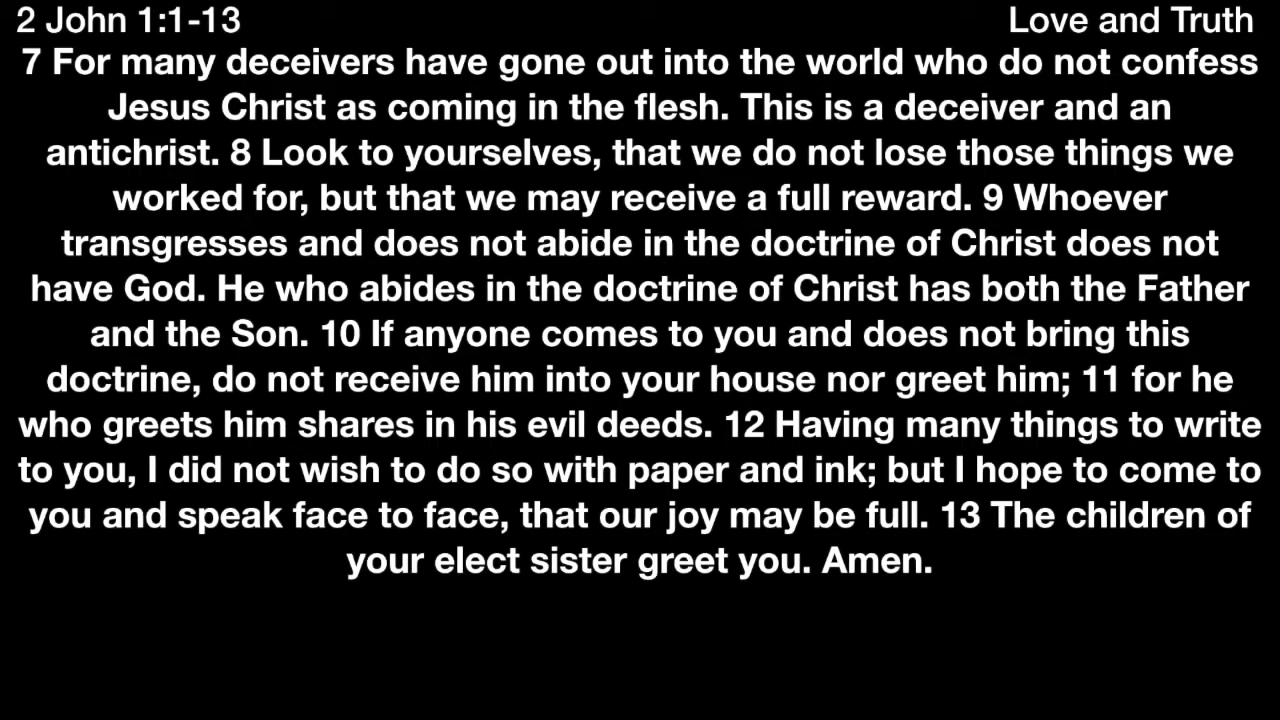 2 John 1:1-13 Love and Truth
7 For many deceivers have gone out into the world who do not confess
Jesus Christ as coming in the flesh. This is a deceiver and an
antichrist. 8 Look to yourselves, that we do not lose those things we
worked for, but that we may receive a full reward. 9 Whoever
transgresses and does not abide in the doctrine of Christ does not
have God. He who abides in the doctrine of Christ has both the Father
and the Son. 10 If anyone comes to you and does not bring this
doctrine, do not receive him into your house nor greet him; 11 for he
who greets him shares in his evil deeds. 12 Having many things to write
to you, I did not wish to do so with paper and ink; but I hope to come to
you and speak face to face, that our joy may be full. 13 The children of
your elect sister greet you. Amen.